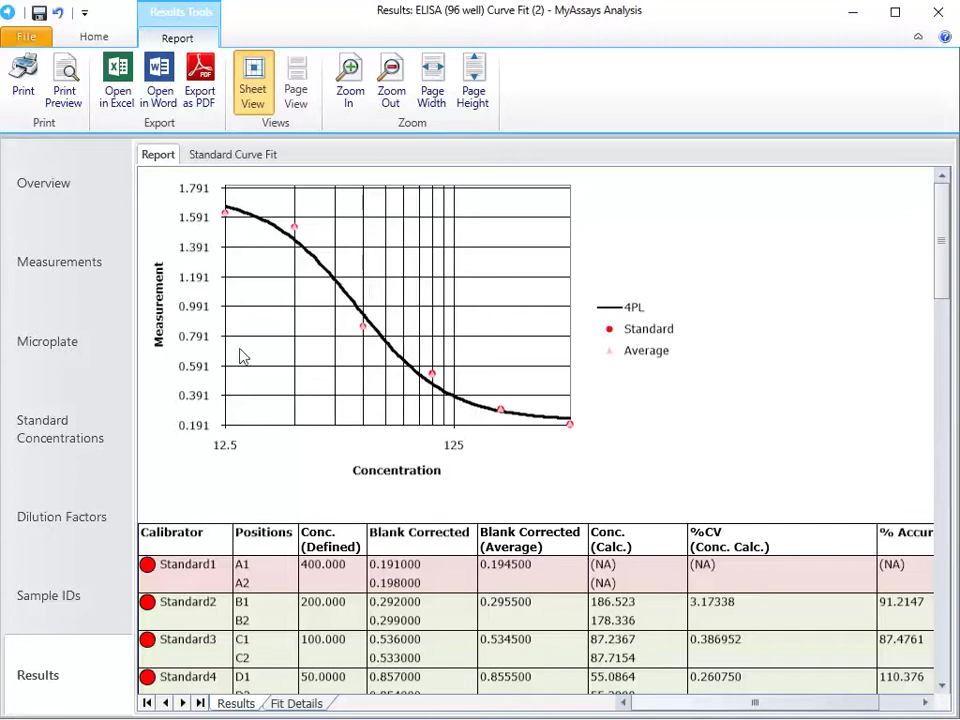 Results Tools
Results: ELISA (96 well) Curve Fit (2) - MyAssays Analysis
File
Home
Report
Print
Print Preview
Open in Excel
Open in Word
Export as PDF
Sheet View
Page View
Zoom In
Zoom Out
Page Width
Page Height
Print
Export
Views
Zoom
Overview
Measurements
Microplate
Standard Concentrations
Dilution Factors
Sample IDs
Results
Report
Standard Curve Fit
1.791
1.591
1.391
1.191
0.991
0.791
0.591
0.391
0.191
Measurement
12.5
125
Concentration
4PL
Standard
Average
Calibrator Positions Conc. (Defined) Blank Corrected Blank Corrected (Average) Conc. (Calc.) %CV (Conc. Calc.) % Accur
Standard1 A1 400.000 0.191000 0.194500 (NA) (NA) (NA)
A2 0.198000 (NA)
Standard2 B1 200.000 0.292000 0.295500 186.523 3.17338 91.2147
B2 0.299000 178.336
Standard3 C1 100.000 0.536000 0.534500 87.2367 0.386952 87.4761
C2 0.533000 87.7154
Standard4 D1 50.0000 0.857000 0.855500 55.0864 0.260750 110.376
Results
Fit Details